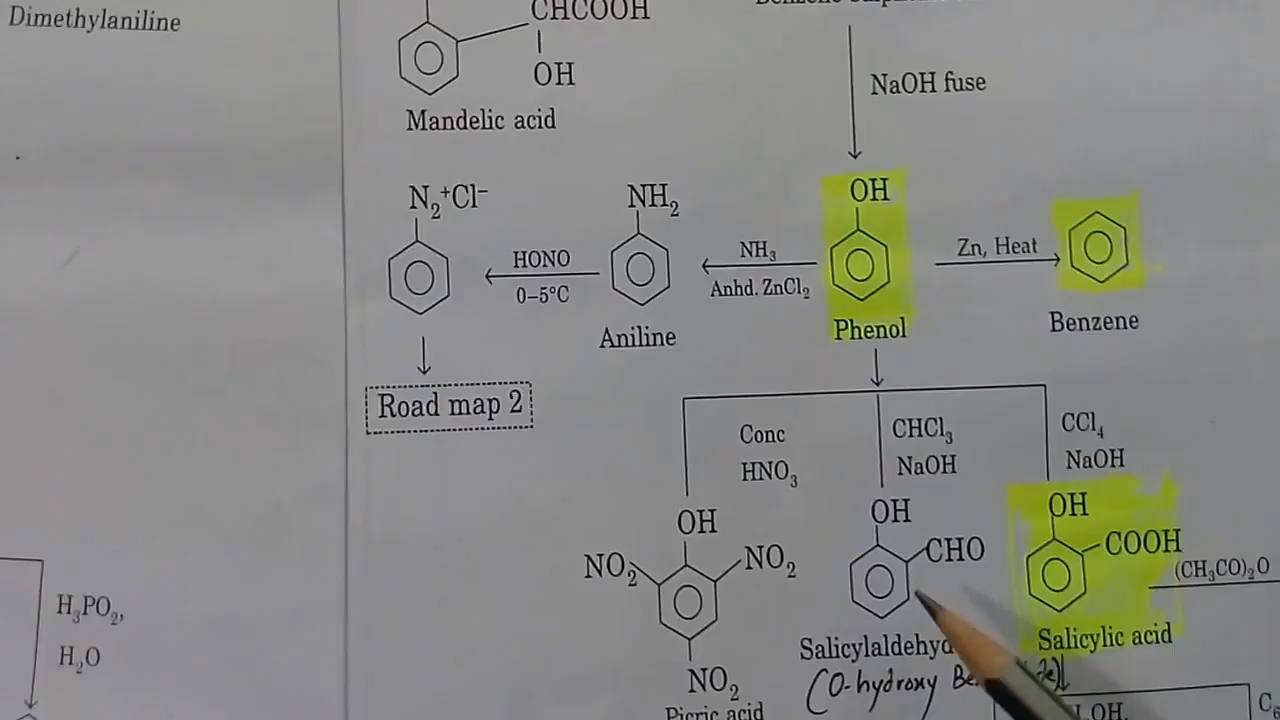 Dimethylaniline
CHCOOH
OH
Mandelic acid
NaOH fuse
N₂⁺Cl⁻
NH₂
OH
HONO
0–5°C
NH₃
Anhd. ZnCl₂
Zn, Heat
Aniline
Phenol
Benzene
Road map 2
Conc
HNO₃
CHCl₃
NaOH
CCl₄
NaOH
OH
NO₂
NO₂
NO₂
Picric acid
OH
CHO
OH
COOH
(CH₃CO)₂O
Salicylic acid
(O-hydroxy
H₃PO₂,
H₂O